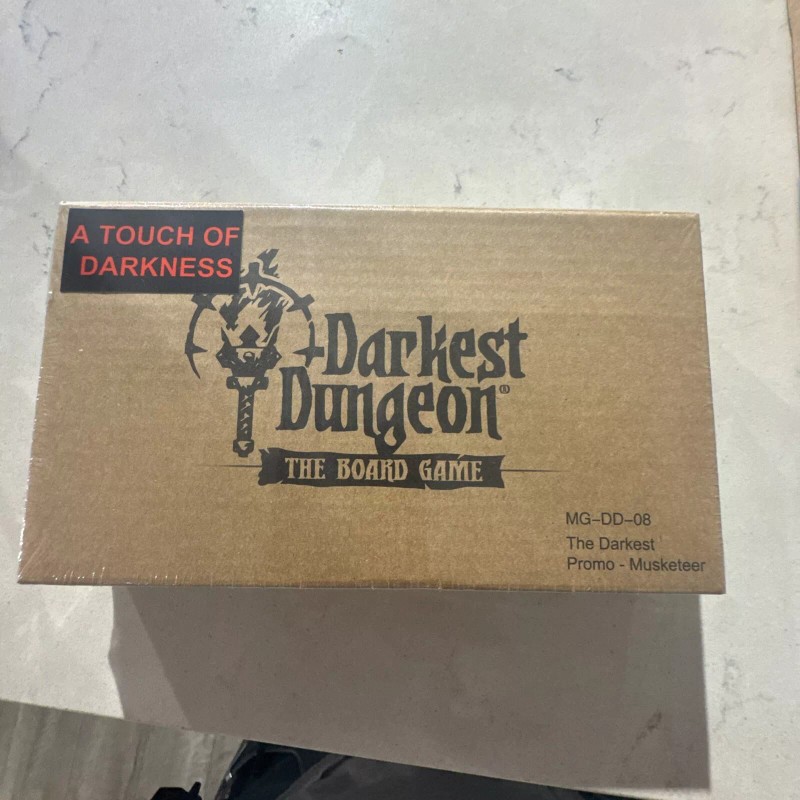 A TOUCH OF
DARKNESS
Darkest
Dungeon®
THE BOARD GAME
MG–DD–08
The Darkest
Promo - Musketeer